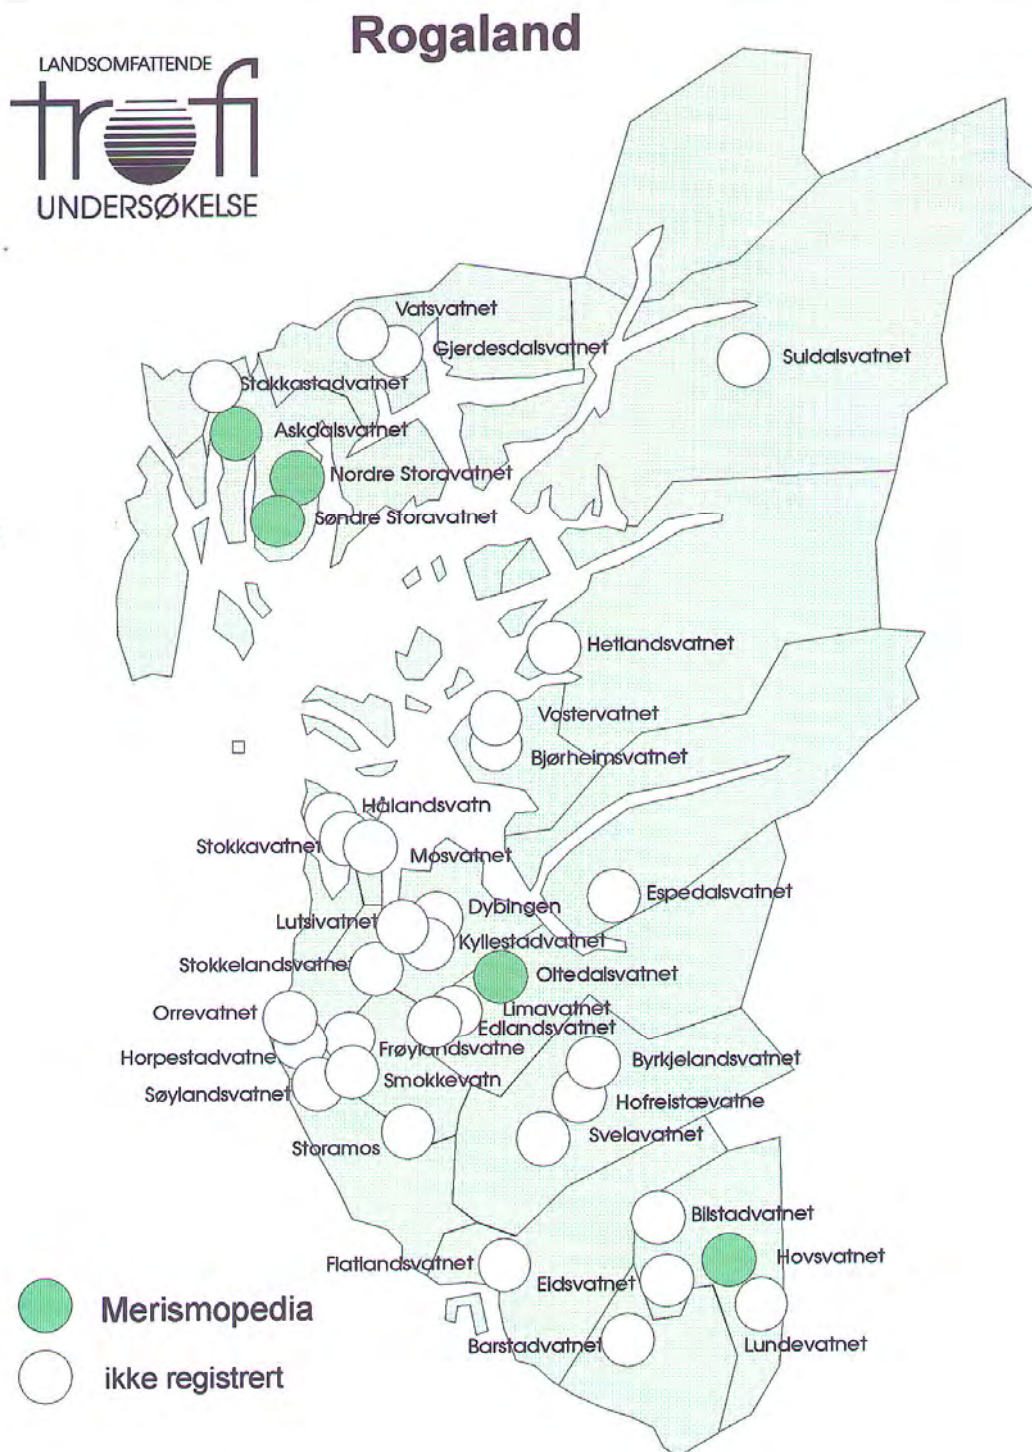 Rogaland
LANDSOMFATTENDE
trofi
UNDERSØKELSE
Vatsvatnet
Gjerdesdalsvatnet
Suldalsvatnet
Stakkastadvatnet
Askdalsvatnet
Nordre Storavatnet
Søndre Storavatnet
Hetlandsvatnet
Vostervatnet
Bjørheimsvatnet
Hålandsvatn
Stokkavatnet
Mosvatnet
Espedalsvatnet
Dybingen
Lutsivatnet
Kyllestadvatnet
Stokkelandsvatnet
Oltedalsvatnet
Limavatnet
Orrevatnet
Edlandsvatnet
Frøylandsvatne
Horpestadvatne
Byrkjelandsvatnet
Smokkevatn
Søylandsvatnet
Hofreistævatne
Svelavatnet
Storamos
Bilstadvatnet
Hovsvatnet
Flatlandsvatnet
Eidsvatnet
Merismopedia
Barstadvatnet
Lundevatnet
ikke registrert